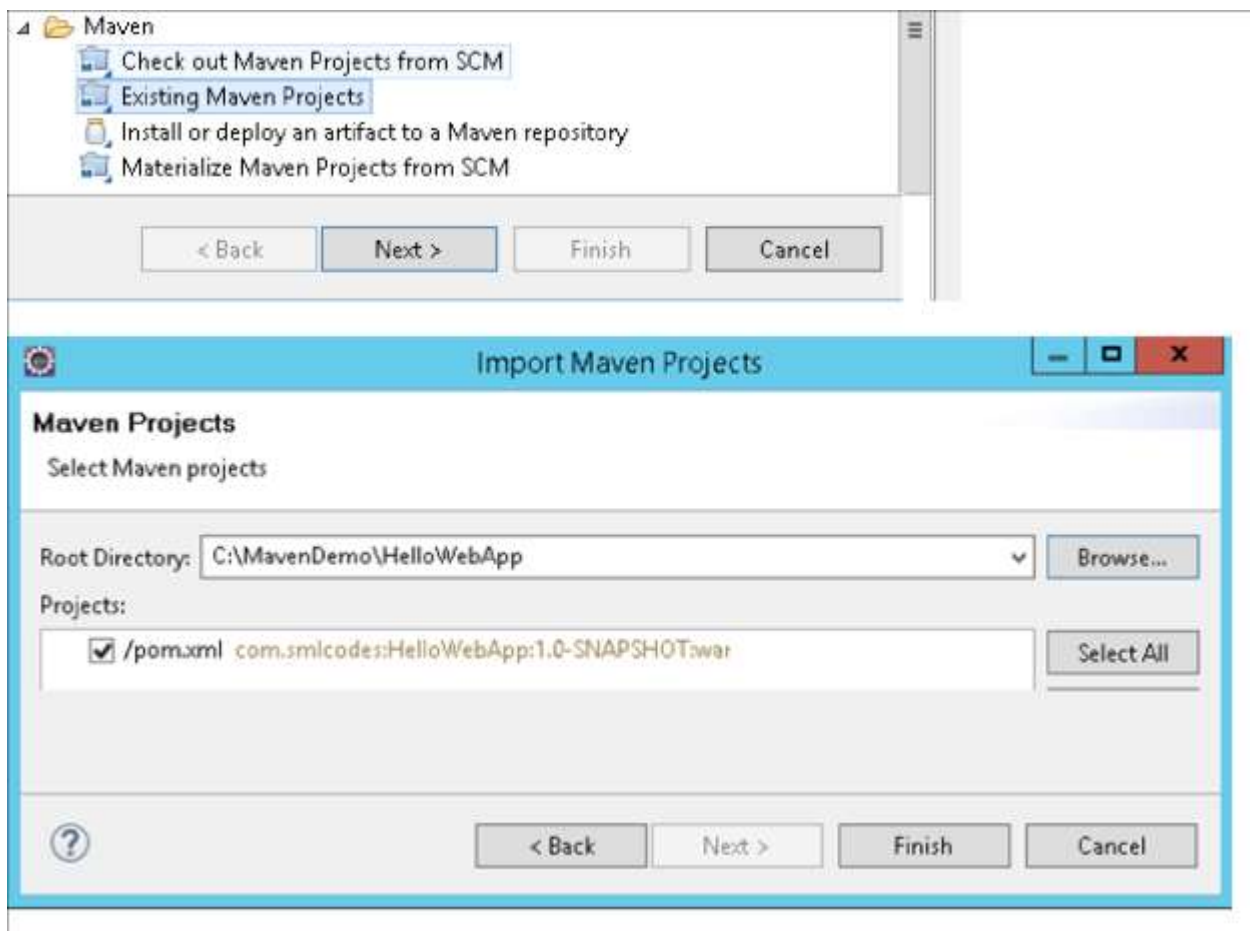 Maven
Check out Maven Projects from SCM
Existing Maven Projects
Install or deploy an artifact to a Maven repository
Materialize Maven Projects from SCM
< Back Next > Finish Cancel
Import Maven Projects
Maven Projects
Select Maven projects
Root Directory: C:\MavenDemo\HelloWebApp Browse...
Projects:
/pom.xml com.smlcodes:HelloWebApp:1.0-SNAPSHOT:war Select All
? < Back Next > Finish Cancel